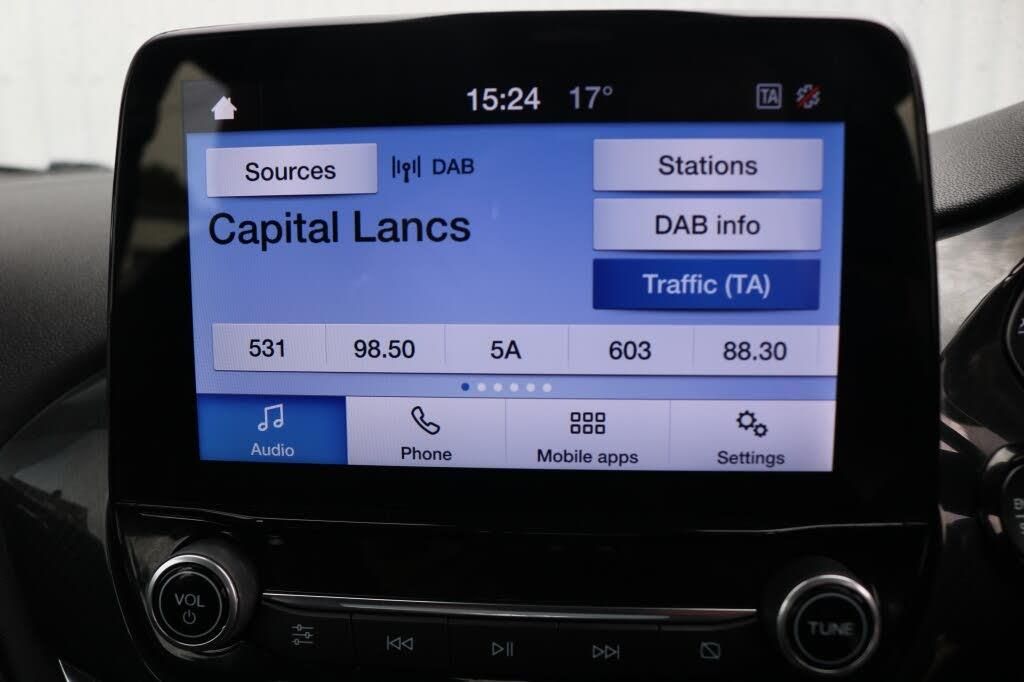 15:24 17° TA
Sources DAB Stations
Capital Lancs DAB info
Traffic (TA)
531 98.50 5A 603 88.30
Audio Phone Mobile apps Settings
VOL TUNE